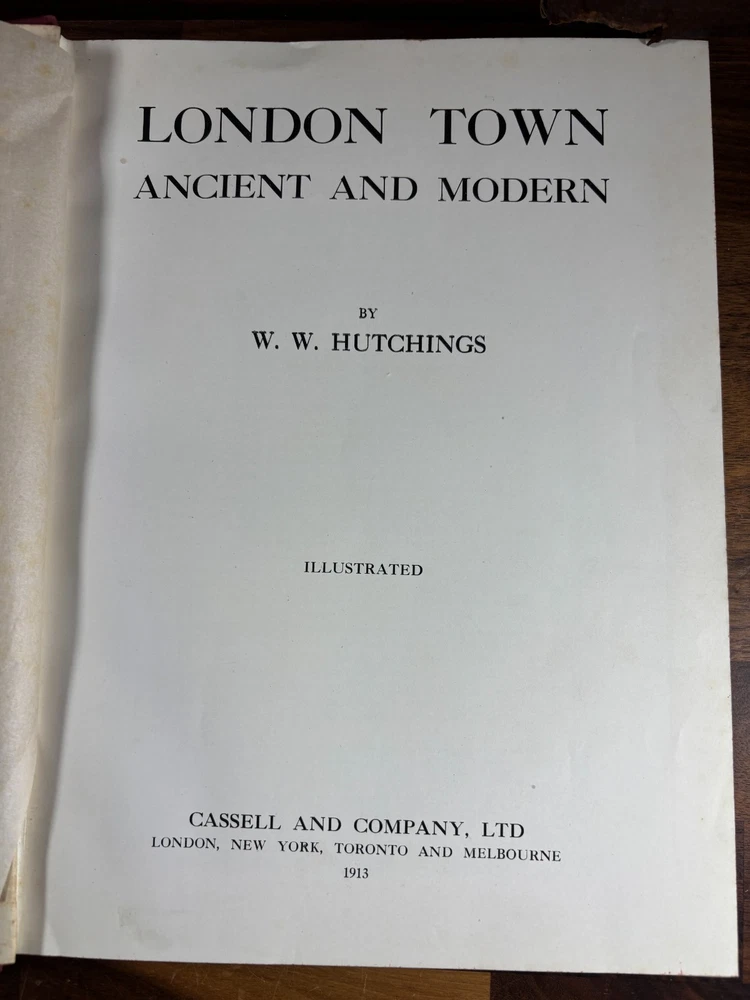 LONDON TOWN
ANCIENT AND MODERN
BY
W. W. HUTCHINGS
ILLUSTRATED
CASSELL AND COMPANY, LTD
LONDON, NEW YORK, TORONTO AND MELBOURNE
1913